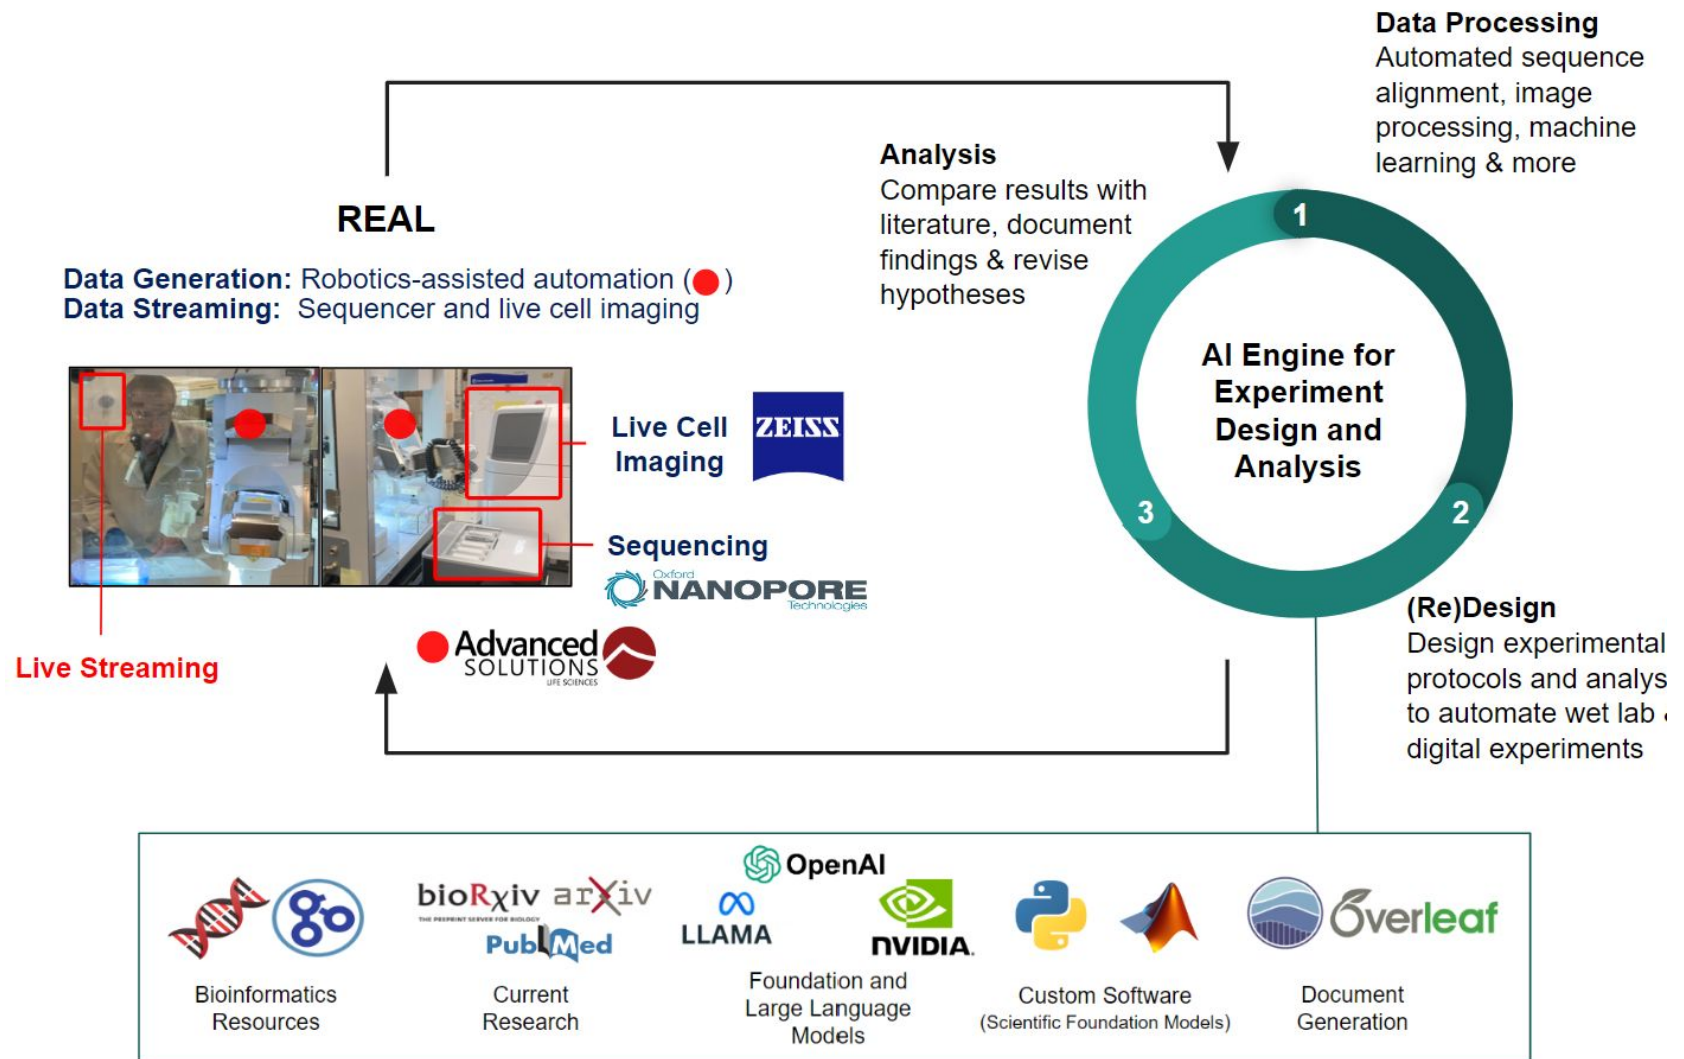 Data Processing
Automated sequence
alignment, image
processing, machine
learning & more
Analysis
Compare results with
literature, document
findings & revise
hypotheses
REAL
Data Generation: Robotics-assisted automation ( )
Data Streaming: Sequencer and live cell imaging
1
2
3
AI Engine for
Experiment
Design and
Analysis
Live Cell
Imaging
ZEISS
Sequencing
Oxford
NANOPORE
Technologies
Advanced
SOLUTIONS
LIFE SCIENCES
Live Streaming
(Re)Design
Design experimental
protocols and analys
to automate wet lab
digital experiments
go
bioRxiv
THE PREPRINT SERVER FOR BIOLOGY
arXiv
PubMed
OpenAI
LLAMA
NVIDIA.
Overleaf
Bioinformatics
Resources
Current
Research
Foundation and
Large Language
Models
Custom Software
(Scientific Foundation Models)
Document
Generation